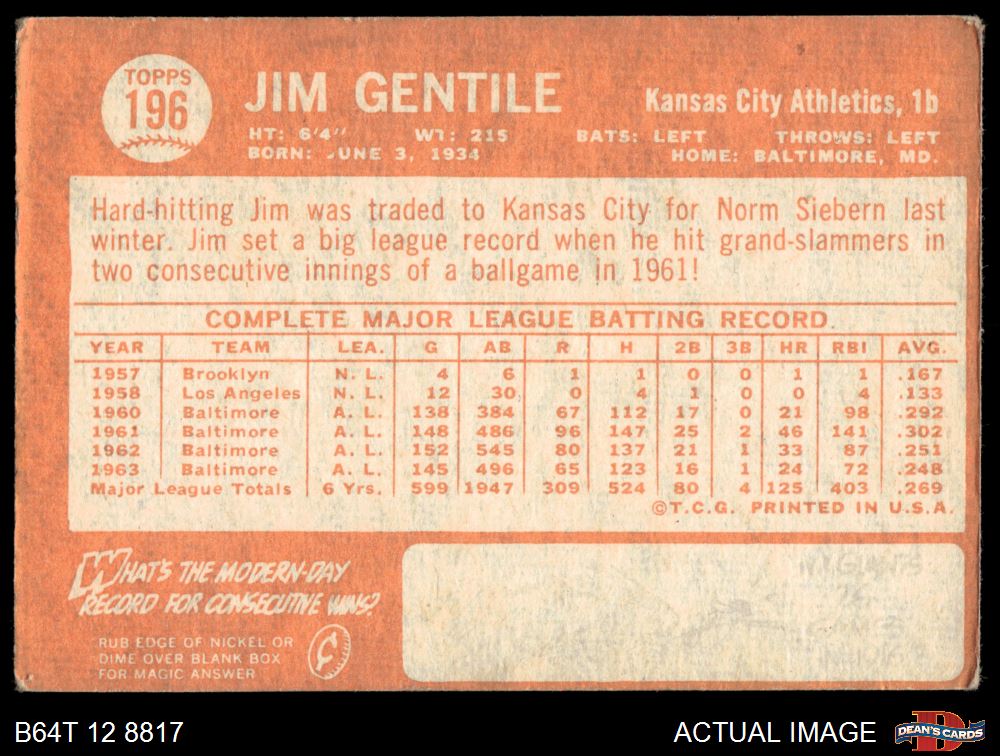 TOPPS
196
JIM GENTILE
Kansas City Athletics, 1b
HT: 6'4" WT: 215 BATS: LEFT THROWS: LEFT
BORN: JUNE 3, 1934 HOME: BALTIMORE, MD.
Hard-hitting Jim was traded to Kansas City for Norm Siebern last
winter. Jim set a big league record when he hit grand-slammers in
two consecutive innings of a ballgame in 1961!
COMPLETE MAJOR LEAGUE BATTING RECORD
YEAR TEAM LEA. G AB R H 2B 3B HR RBI AVG.
1957 Brooklyn N. L. 4 6 1 1 0 0 1 1 .167
1958 Los Angeles N. L. 12 30 0 4 1 0 0 4 .133
1960 Baltimore A. L. 138 384 67 112 17 0 21 98 .292
1961 Baltimore A. L. 148 486 96 147 25 2 46 141 .302
1962 Baltimore A. L. 152 545 80 137 21 1 33 87 .251
1963 Baltimore A. L. 145 496 65 123 16 1 24 72 .248
Major League Totals 6 Yrs. 599 1947 309 524 80 4 125 403 .269
©T.C.G. PRINTED IN U.S.A.
WHAT'S THE MODERN-DAY
RECORD FOR CONSECUTIVE WINS?
RUB EDGE OF NICKEL OR
DIME OVER BLANK BOX
FOR MAGIC ANSWER
¢
B64T 12 8817
ACTUAL IMAGE
DEAN'S CARDS